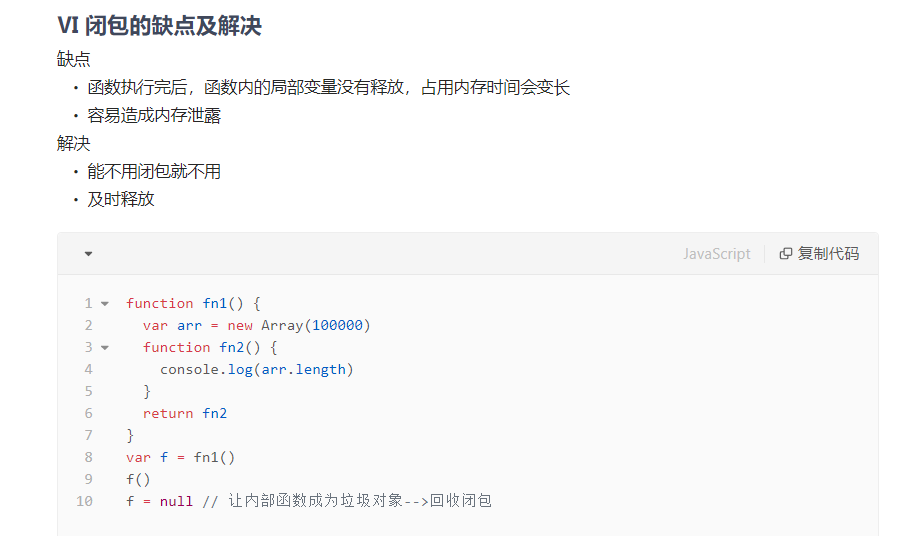 VI 闭包的缺点及解决
缺点
• 函数执行完后，函数内的局部变量没有释放，占用内存时间会变长
• 容易造成内存泄露
解决
• 能不用闭包就不用
• 及时释放
JavaScript 复制代码
1 function fn1() {
2   var arr = new Array(100000)
3   function fn2() {
4     console.log(arr.length)
5   }
6   return fn2
7 }
8 var f = fn1()
9 f()
10 f = null // 让内部函数成为垃圾对象-->回收闭包